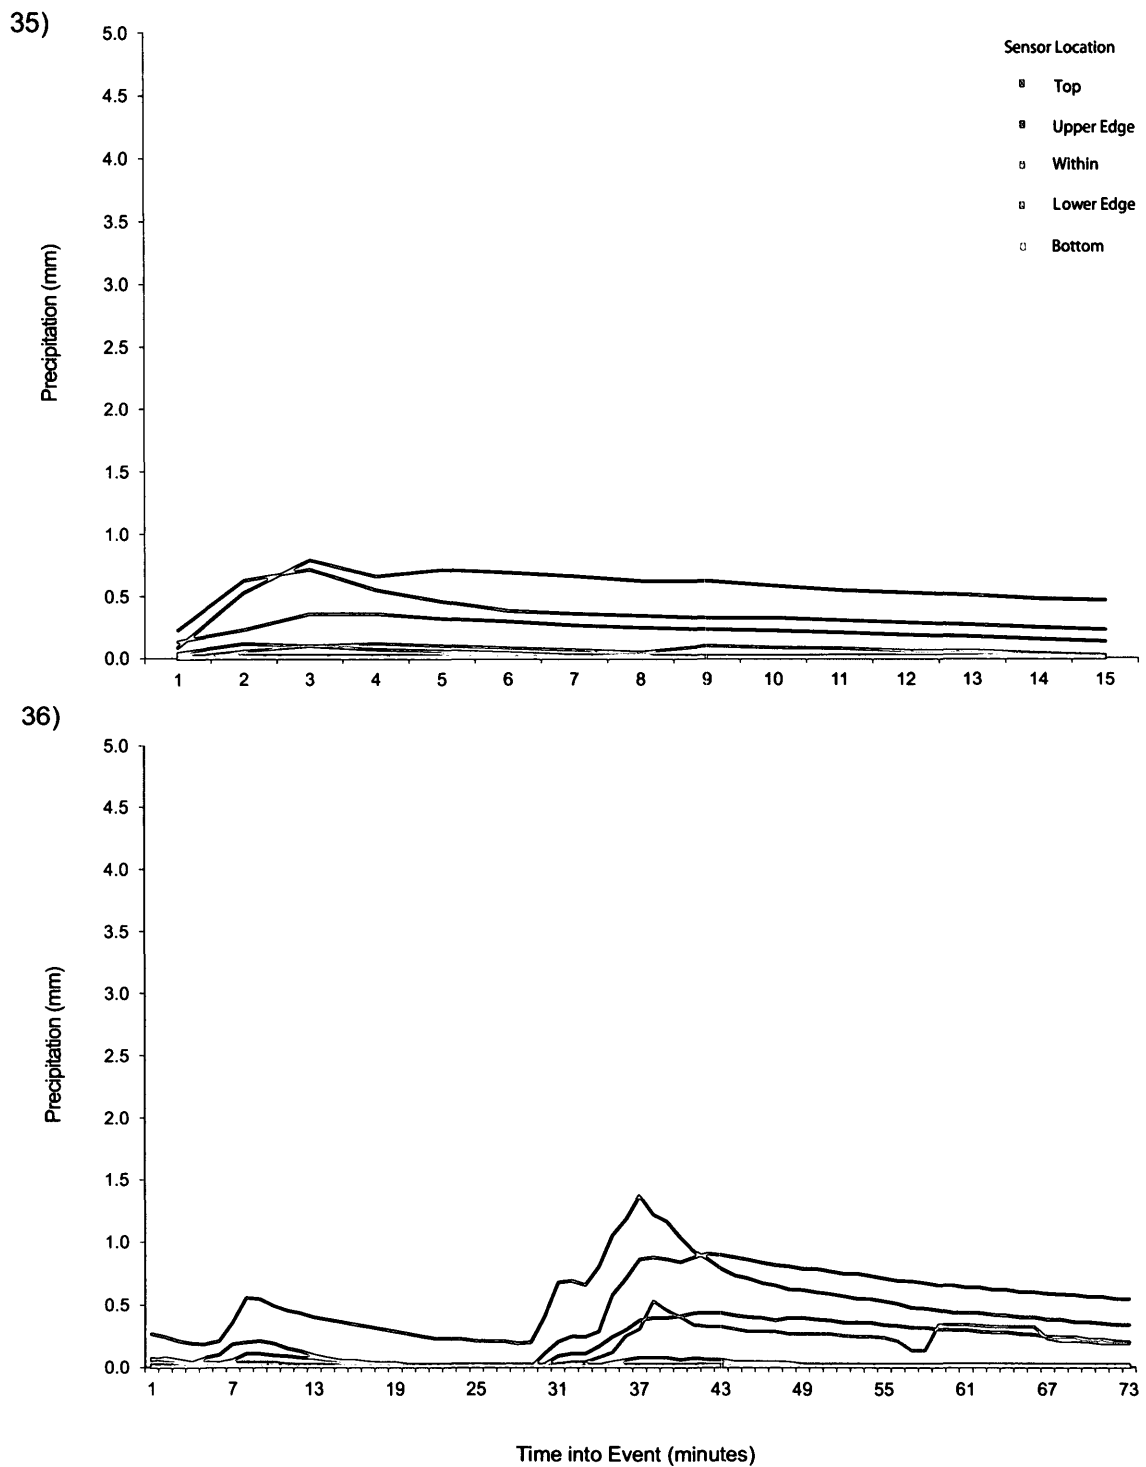 35)
5.0
4.5
4.0
3.5
3.0
2.5
2.0
1.5
1.0
0.5
0.0
Precipitation (mm)
Sensor Location
Top
Upper Edge
Within
Lower Edge
Bottom
1 2 3 4 5 6 7 8 9 10 11 12 13 14 15
36)
5.0
4.5
4.0
3.5
3.0
2.5
2.0
1.5
1.0
0.5
0.0
Precipitation (mm)
1 7 13 19 25 31 37 43 49 55 61 67 73
Time into Event (minutes)